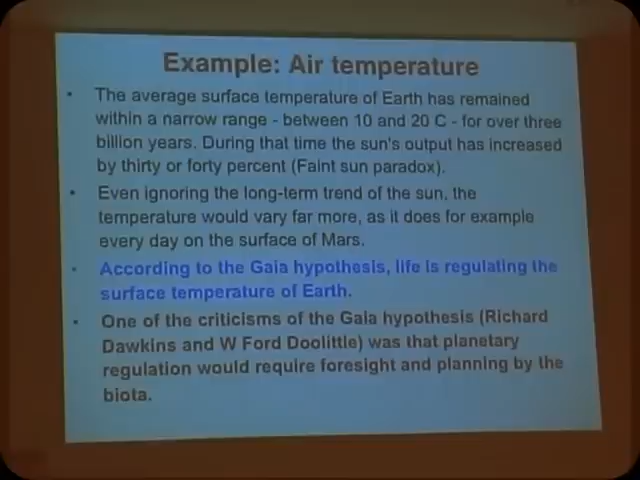 Example: Air temperature
• The average surface temperature of Earth has remained
within a narrow range - between 10 and 20 C - for over three
billion years. During that time the sun's output has increased
by thirty or forty percent (Faint sun paradox).
• Even ignoring the long-term trend of the sun, the
temperature would vary far more, as it does for example
every day on the surface of Mars.
• According to the Gaia hypothesis, life is regulating the
surface temperature of Earth.
• One of the criticisms of the Gaia hypothesis (Richard
Dawkins and W Ford Doolittle) was that planetary
regulation would require foresight and planning by the
biota.